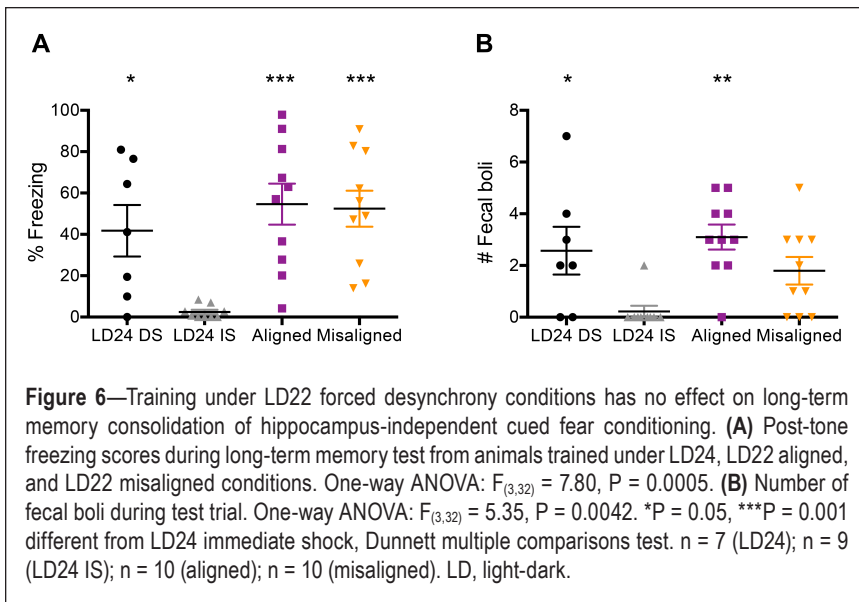 A
B
* *** ***
* **
% Freezing
100
80
60
40
20
0
LD24 DS LD24 IS Aligned Misaligned
# Fecal boli
8
6
4
2
0
LD24 DS LD24 IS Aligned Misaligned
Figure 6—Training under LD22 forced desynchrony conditions has no effect on long-term
memory consolidation of hippocampus-independent cued fear conditioning. (A) Post-tone
freezing scores during long-term memory test from animals trained under LD24, LD22 aligned,
and LD22 misaligned conditions. One-way ANOVA: F(3,32) = 7.80, P = 0.0005. (B) Number of
fecal boli during test trial. One-way ANOVA: F(3,32) = 5.35, P = 0.0042. *P = 0.05, ***P = 0.001
different from LD24 immediate shock, Dunnett multiple comparisons test. n = 7 (LD24); n = 9
(LD24 IS); n = 10 (aligned); n = 10 (misaligned). LD, light-dark.